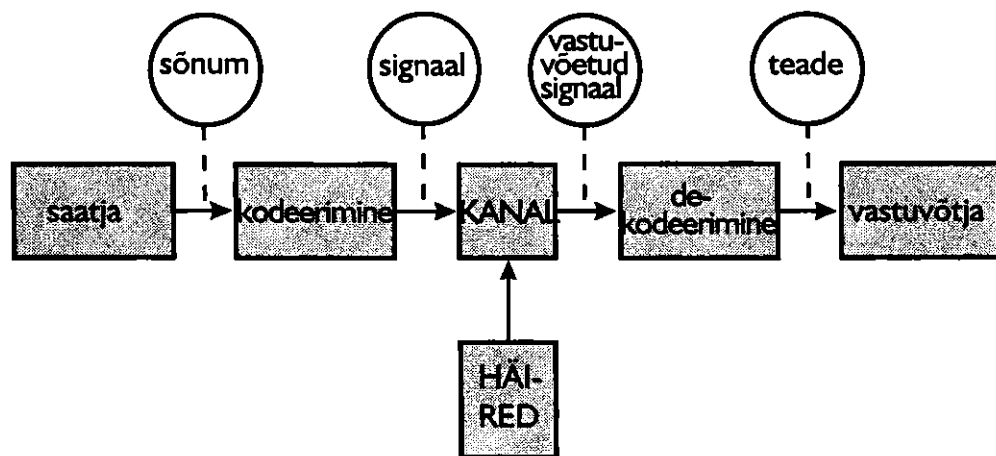 sõnum
signaal
vastu-
võetud
signaal
teade
saatja
kodeerimine
KANAL
de-
kodeerimine
vastuvõtja
HÄI-
RED